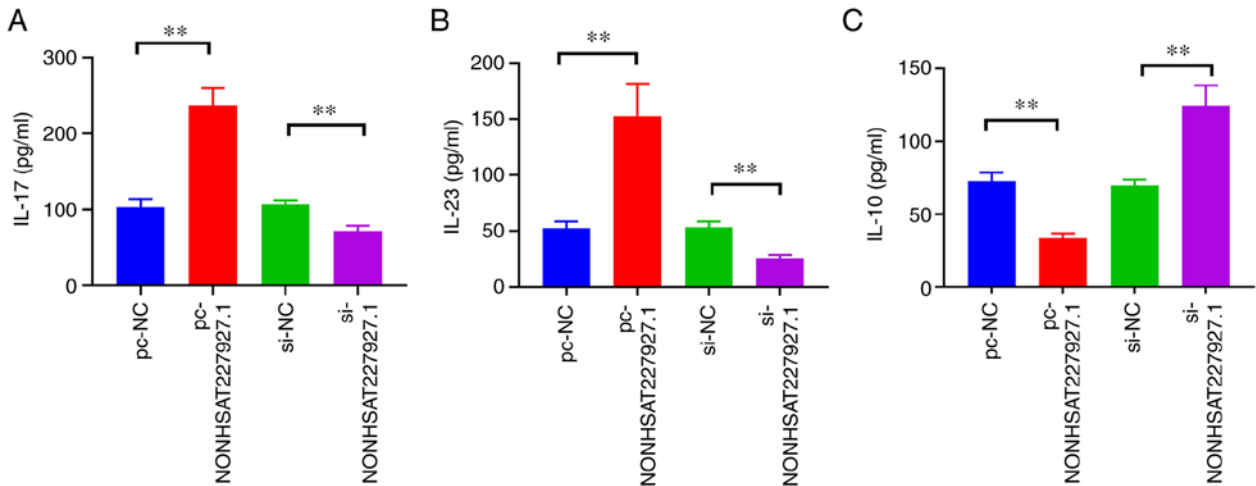 A
**
**
300
200
100
0
IL-17 (pg/ml)
pc-NC
pc-
NONHSAT227927.1
si-NC
si-
NONHSAT227927.1
B
**
**
200
150
100
50
0
IL-23 (pg/ml)
pc-NC
pc-
NONHSAT227927.1
si-NC
si-
NONHSAT227927.1
C
**
**
150
100
50
0
IL-10 (pg/ml)
pc-NC
pc-
NONHSAT227927.1
si-NC
si-
NONHSAT227927.1